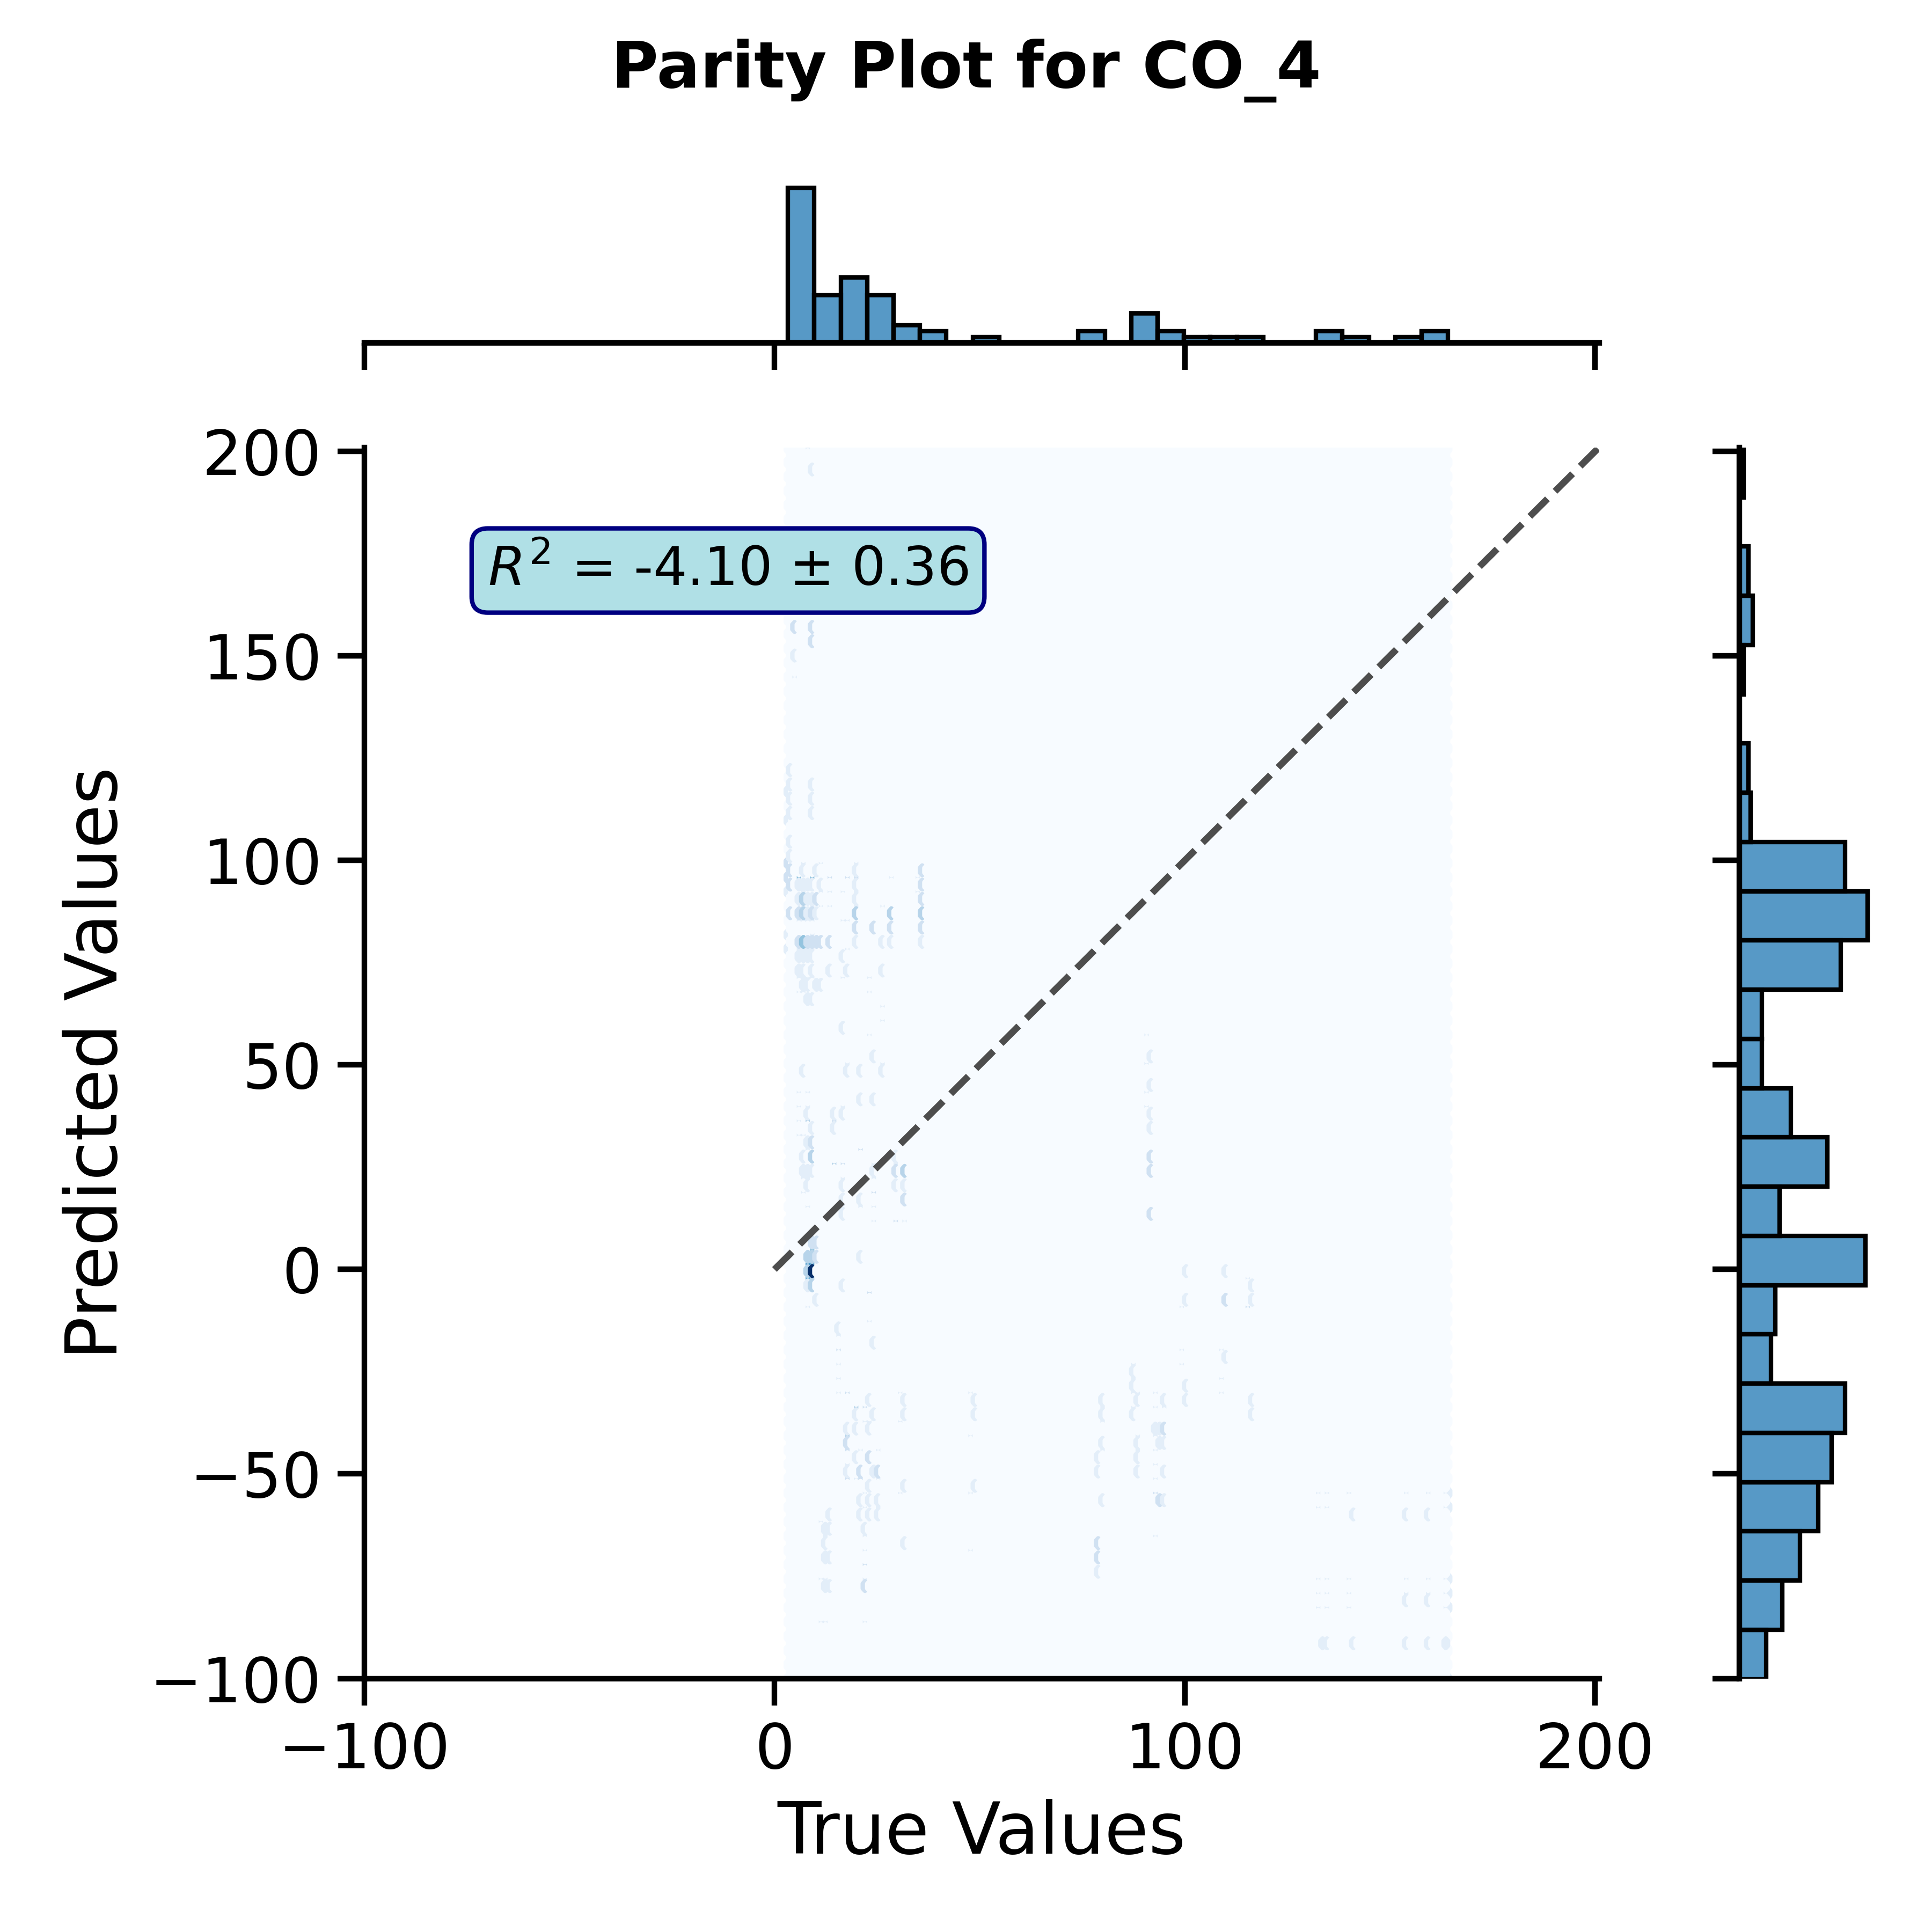 Parity Plot for CO_4
R² = -4.10 ± 0.36
200
150
100
50
0
−50
−100
Predicted Values
−100 0 100 200
True Values